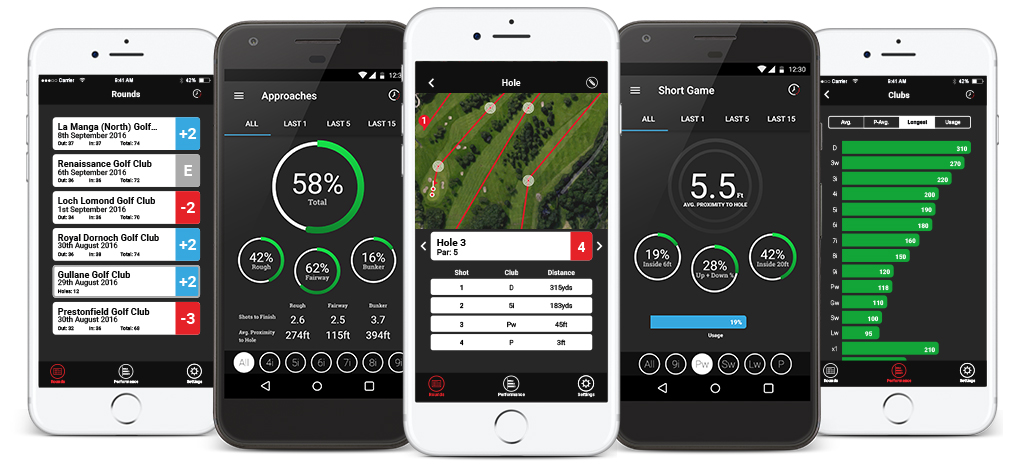 Carrier 9:41 AM 42%
Rounds
La Manga (North) Golf...
8th September 2016
Out: 37 In: 37 Total: 74
+2
Renaissance Golf Club
6th September 2016
Out: 36 In: 36 Total: 72
E
Loch Lomond Golf Club
1st September 2016
Out: 34 In: 36 Total: 70
-2
Royal Dornoch Golf Club
30th August 2016
Out: 36 In: 38 Total: 74
+2
Gullane Golf Club
29th August 2016
Holes: 12
+2
Prestonfield Golf Club
30th August 2016
Out: 32 In: 36 Total: 68
-3
Rounds Performance Settings
12:3
Approaches
ALL LAST 1 LAST 5 LAST 15
58%
Total
42%
Rough
62%
Fairway
16%
Bunker
Rough Fairway Bunker
Shots to Finish 2.6 2.5 3.7
Avg. Proximity
to Hole 274ft 115ft 394ft
All 4i 5i 6i 7i 8i 9i
Hole
1
Hole 3
Par: 5
4
Shot Club Distance
1 D 315yds
2 5i 183yds
3 Pw 45ft
4 P 3ft
Rounds Performance Settings
12:30
Short Game
ALL LAST 1 LAST 5 LAST 15
5.5 Ft
AVG. PROXIMITY TO HOLE
19%
Inside 6ft
28%
Up + Down %
42%
Inside 20ft
19%
Usage
All 9i Pw Sw Lw P
Carrier 9:41 AM 42%
Clubs
Avg. P-Avg. Longest Usage
D 310
3w 270
3i 220
4i 200
5i 190
6i 180
7i 160
8i 150
9i 120
Pw 118
Gw 110
Sw 100
Lw 95
x1 210
Rounds Performance Settings